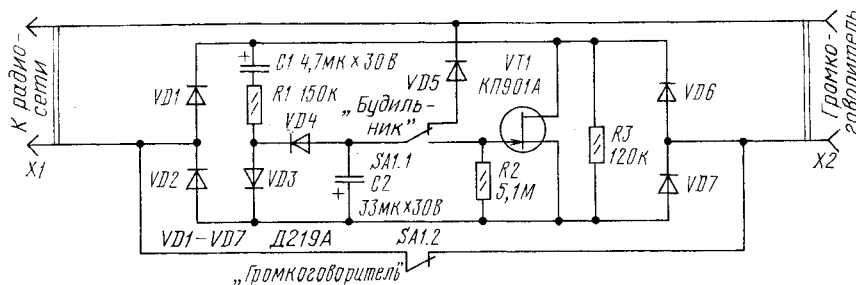 К радио-
сети
X1
VD1
VD2
C1 4,7мк×30В
R1 150к
VD4
VD3
„Будиль-
ник”
SA1.1
C2
33мк×30В
VD5
VT1
КП901А
R2
5,1М
R3
120к
VD6
VD7
X2
Громко-
говоритель
VD1–VD7 Д219А
SA1.2
„Громкоговоритель”